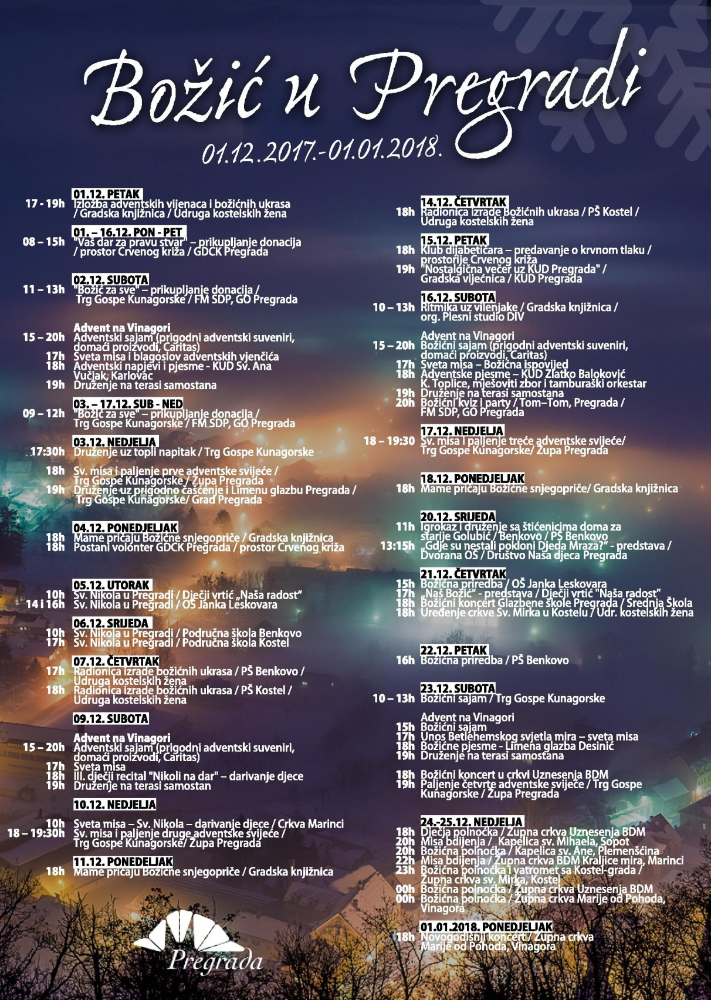 Božić u Pregradi
01.12.2017.-01.01.2018.
01.12. PETAK
17 - 19h Izložba adventskih vijenaca i božićnih ukrasa
/ Gradska knjižnica / Udruga kostelskih žena
01. – 16.12. PON - PET
08 – 15h "Vaš dar za pravu stvar" – prikupljanje donacija
/ prostor Crvenog križa / GDCK Pregrada
02.12. SUBOTA
11 – 13h "Božić za sve" – prikupljanje donacija /
Trg Gospe Kunagorske / FM SDP, GO Pregrada
Advent na Vinagori
15 – 20h Adventski sajam (prigodni adventski suveniri,
domaći proizvodi, Caritas)
17h Sveta misa i blagoslov adventskih vjenčića
18h Adventski napjevi i pjesme - KUD Sv. Ana
Vučjak, Karlovac
19h Druženje na terasi samostana
03. – 17.12. SUB - NED
09 – 12h "Božić za sve" – prikupljanje donacija /
Trg Gospe Kunagorske / FM SDP, GO Pregrada
03.12. NEDJELJA
..17:30h Druženje uz topli napitak / Trg Gospe Kunagorske
18h Sv. misa i paljenje prve adventske svijeće /
Trg Gospe Kunagorske / Župa Pregrada
19h Druženje uz prigodno čašćenje i Limenu glazbu Pregrada /
Trg Gospe Kunagorske/ Grad Pregrada
04.12. PONEDJELJAK
18h Mame pričaju Božićne snjegopriče / Gradska knjižnica
18h Postani volonter GDCK Pregrada / prostor Crvenog križa
05.12. UTORAK
10h Sv. Nikola u Pregradi / Dječji vrtić „Naša radost“
14 i 16h Sv. Nikola u Pregradi / OŠ Janka Leskovara
06.12. SRIJEDA
10h Sv. Nikola u Pregradi / Područna škola Benkovo
17h Sv. Nikola u Pregradi / Područna škola Kostel
07.12. ČETVRTAK
17h Radionica izrade božićnih ukrasa / PŠ Benkovo /
Udruga kostelskih žena
18h Radionica izrade božićnih ukrasa / PŠ Kostel /
Udruga kostelskih žena
09.12. SUBOTA
Advent na Vinagori
15 – 20h Adventski sajam (prigodni adventski suveniri,
domaći proizvodi, Caritas)
17h Sveta misa
18h III. dječji recital "Nikoli na dar" – darivanje djece
19h Druženje na terasi samostan
10.12. NEDJELJA
10h Sveta misa – Sv. Nikola – darivanje djece / Crkva Marinci
18 – 19:30h Sv. misa i paljenje druge adventske svijeće /
Trg Gospe Kunagorske/ Župa Pregrada
11.12. PONEDELJAK
18h Mame pričaju Božićne snjegopriče / Gradska knjižnica
Pregrada
14.12. ČETVRTAK
18h Radionica izrade Božićnih ukrasa / PŠ Kostel /
Udruga kostelskih žena
15.12. PETAK
18h Klub dijabetičara – predavanje o krvnom tlaku /
prostorije Crvenog križa
19h "Nostalgična večer uz KUD Pregrada" /
Gradska vijećnica / KUD Pregrada
16.12. SUBOTA
10 – 13h Ritmika uz vilenjake / Gradska knjižnica /
org. Plesni studio DIV
Advent na Vinagori
15 – 20h Božićni sajam (prigodni adventski suveniri,
domaći proizvodi, Caritas)
17h Sveta misa – Božićna ispovijed
18h Adventske pjesme – KUD Zlatko Baloković
K. Toplice, mješoviti zbor i tamburaški orkestar
19h Druženje na terasi samostana
20h Božićni kviz i party / Tom–Tom, Pregrada /
FM SDP, GO Pregrada
17.12. NEDJELJA
18 – 19:30 Sv. misa i paljenje treće adventske svijeće/
Trg Gospe Kunagorske/ Župa Pregrada
18.12. PONEDJELJAK
18h Mame pričaju Božićne snjegopriče/ Gradska knjižnica
20.12. SRIJEDA
11h Igrokaz i druženje sa štićenicima doma za
starije Golubić / Benkovo / PŠ Benkovo
13:15h „Gdje su nestali pokloni Djeda Mraza?“ - predstava /
Dvorana OŠ / Društvo Naša djeca Pregrada
21.12. ČETVRTAK
15h Božićna priredba / OŠ Janka Leskovara
17h „Naš Božić“ - predstava / Dječji vrtić "Naša radost"
18h Božićni koncert Glazbene škole Pregrada / Srednja Škola
18h Uređenje crkve Sv. Mirka u Kostelu / Udr. kostelskih žena
22.12. PETAK
16h Božićna priredba / PŠ Benkovo
23.12. SUBOTA
10 – 13h Božićni sajam / Trg Gospe Kunagorske
Advent na Vinagori
15h Božićni sajam
17h Unos Betlehemskog svjetla mira – sveta misa
18h Božićne pjesme - Limena glazba Desinić
19h Druženje na terasi samostana
18h Božićni koncert u crkvi Uznesenja BDM
19h Paljenje četvrte adventske svijeće / Trg Gospe
Kunagorske / Župa Pregrada
24.-25.12. NEDJELJA
18h Dječja polnoćka / Župna crkva Uznesenja BDM
20h Misa bdijenja / Kapelica sv. Mihaela, Sopot
20h Božićna polnoćka / Kapelica sv. Ane, Plemenšćina
22h Misa bdijenja / Župna crkva BDM Kraljice mira, Marinci
23h Božićna polnoćka i vatromet sa Kostel-grada /
Župna crkva sv. Mirka, Kostel
00h Božićna polnoćka / Župna crkva Uznesenja BDM
00h Božićna polnoćka / Župna crkva Marije od Pohoda,
Vinagora
01.01.2018. PONEDJELJAK
18h Novogodišnji koncert / Župna crkva
Marije od Pohoda, Vinagora